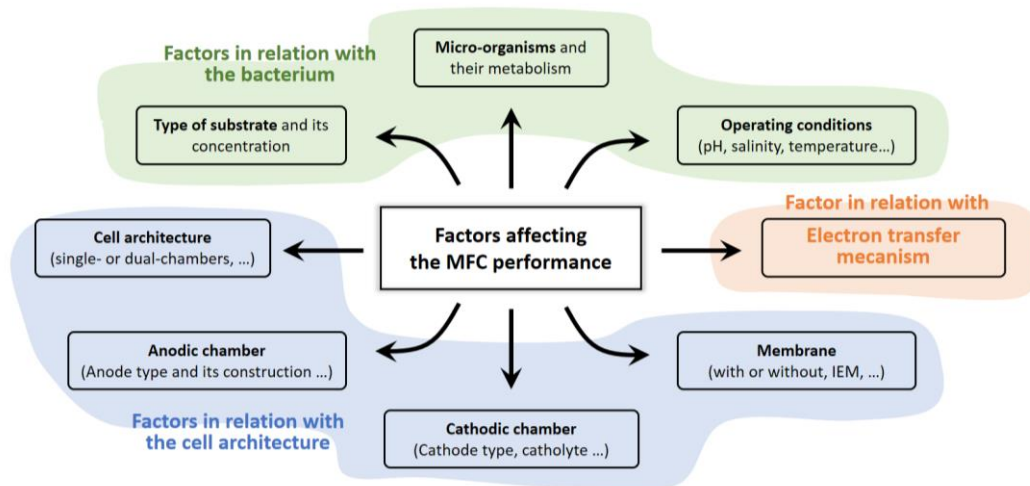 Factors in relation with
the bacterium
Micro-organisms and
their metabolism
Type of substrate and its
concentration
Operating conditions
(pH, salinity, temperature...)
Factor in relation with
Electron transfer
mecanism
Cell architecture
(single- or dual-chambers, ...)
Factors affecting
the MFC performance
Anodic chamber
(Anode type and its construction ...)
Membrane
(with or without, IEM, ...)
Factors in relation with
the cell architecture
Cathodic chamber
(Cathode type, catholyte ...)